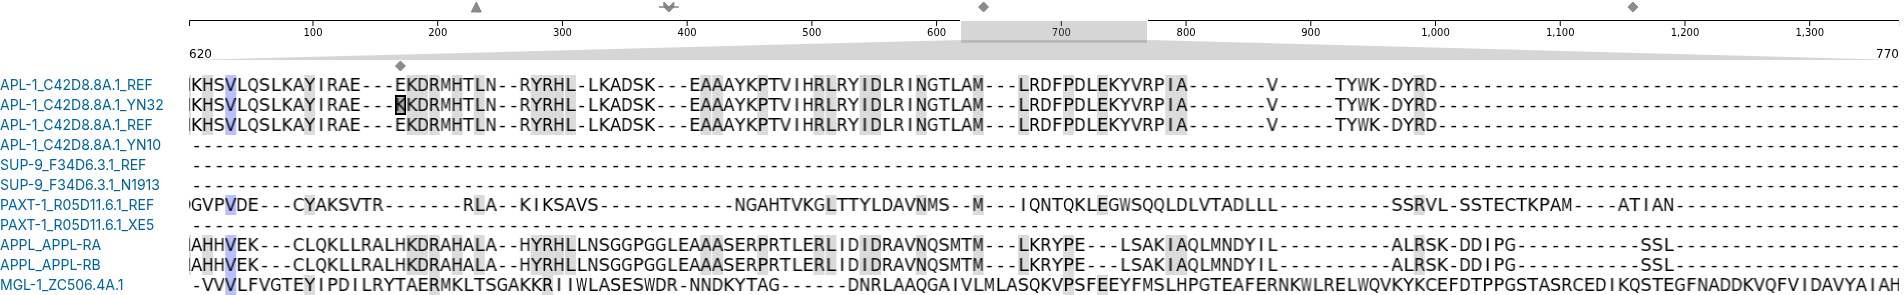 100 200 300 400 500 600 700 800 900 1,000 1,100 1,200 1,300
620 770
APL-1_C42D8.8A.1_REF KHSVLQSLKAYIRAE---EKDRMHTLN--RYRHL-LKADSK---EAAAYKPTVIHRLRYIDLRINGTLAM---LRDFPDLEKYVRPIA-------V-----TYWK-DYRD-------------------------------------
APL-1_C42D8.8A.1_YN32 KHSVLQSLKAYIRAE---KKDRMHTLN--RYRHL-LKADSK---EAAAYKPTVIHRLRYIDLRINGTLAM---LRDFPDLEKYVRPIA-------V-----TYWK-DYRD-------------------------------------
APL-1_C42D8.8A.1_REF KHSVLQSLKAYIRAE---EKDRMHTLN--RYRHL-LKADSK---EAAAYKPTVIHRLRYIDLRINGTLAM---LRDFPDLEKYVRPIA-------V-----TYWK-DYRD-------------------------------------
APL-1_C42D8.8A.1_YN10
SUP-9_F34D6.3.1_REF
SUP-9_F34D6.3.1_N1913
PAXT-1_R05D11.6.1_REF GVPVDE---CYAKSVTR-------RLA--KIKSAVS------------NGAHTVKGLTTYLDAVNMS--M---IQNTQKLEGWSQQLDLVTADLLL---------SSRVL-SSTECTKPAM----ATIAN------------------
PAXT-1_R05D11.6.1_XE5
APPL_APPL-RA AHHVEK---CLQKLLRALHKDRAHALA--HYRHLLNSGGPGGLEAAASERPRTLERLIDIDRAVNQSMTM---LKRYPE---LSAKIAQLMNDYIL---------ALRSK-DDIPG----------SSL------------------
APPL_APPL-RB AHHVEK---CLQKLLRALHKDRAHALA--HYRHLLNSGGPGGLEAAASERPRTLERLIDIDRAVNQSMTM---LKRYPE---LSAKIAQLMNDYIL---------ALRSK-DDIPG----------SSL------------------
MGL-1_ZC506.4A.1 -VVVLFVGTEYIPDILRYTAERMKLTSGAKKRIIWLASESWDR-NNDKYTAG------DNRLAAQGAIVLMLASQKVPSFEEYFMSLHPGTEAFERNKWLRELWQVKYKCEFDTPPGSTASRCEDIKQSTEGFNADDKVQFVIDAVYAIAH